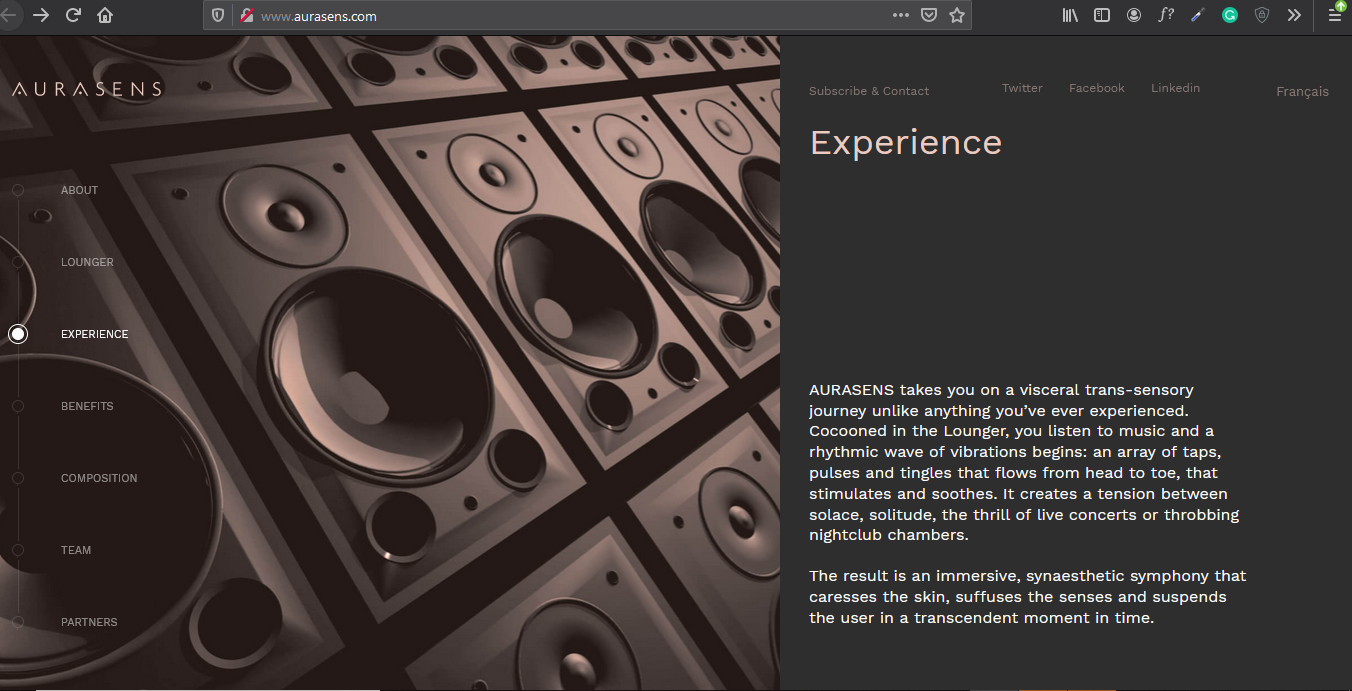 www.aurasens.com
f?
AURASENS
Subscribe & Contact
Twitter
Facebook
Linkedin
Français
Experience
ABOUT
LOUNGER
EXPERIENCE
BENEFITS
COMPOSITION
TEAM
PARTNERS
AURASENS takes you on a visceral trans-sensory
journey unlike anything you’ve ever experienced.
Cocooned in the Lounger, you listen to music and a
rhythmic wave of vibrations begins: an array of taps,
pulses and tingles that flows from head to toe, that
stimulates and soothes. It creates a tension between
solace, solitude, the thrill of live concerts or throbbing
nightclub chambers.
The result is an immersive, synaesthetic symphony that
caresses the skin, suffuses the senses and suspends
the user in a transcendent moment in time.